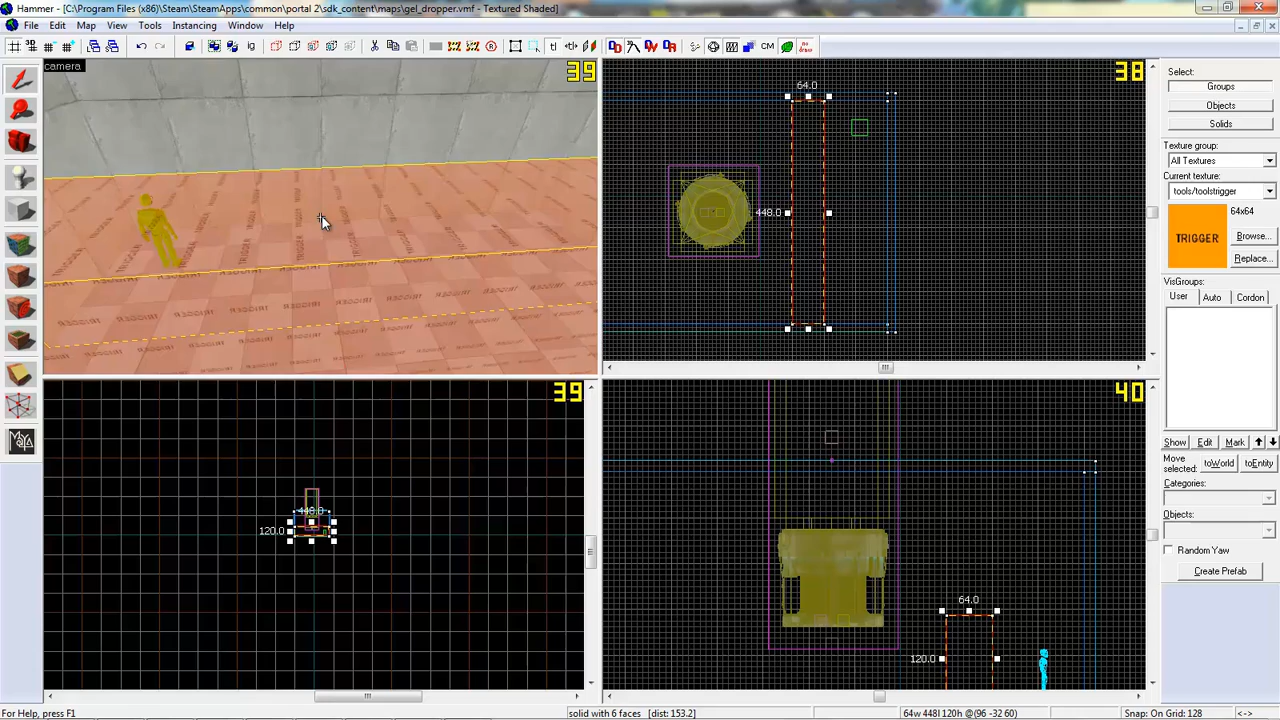 Hammer - [C:\Program Files (x86)\Steam\SteamApps\common\portal 2\sdk_content\maps\gel_dropper.vmf - Textured Shaded]
File Edit Map View Tools Instancing Window Help
camera
39
38
64.0
448.0
TRIGGER
39
448.0
120.0
40
64.0
120.0
Select:
Groups
Objects
Solids
Texture group:
All Textures
Current texture:
tools/toolstrigger
64x64
TRIGGER
Browse...
Replace...
VisGroups:
User Auto Cordon
Show Edit Mark
Move selected:
toWorld toEntity
Categories:
Objects:
Random Yaw
Create Prefab
For Help, press F1
solid with 6 faces [dist: 153.2]
64w 448l 120h @(96 -32 60)
Snap: On Grid: 128
<->